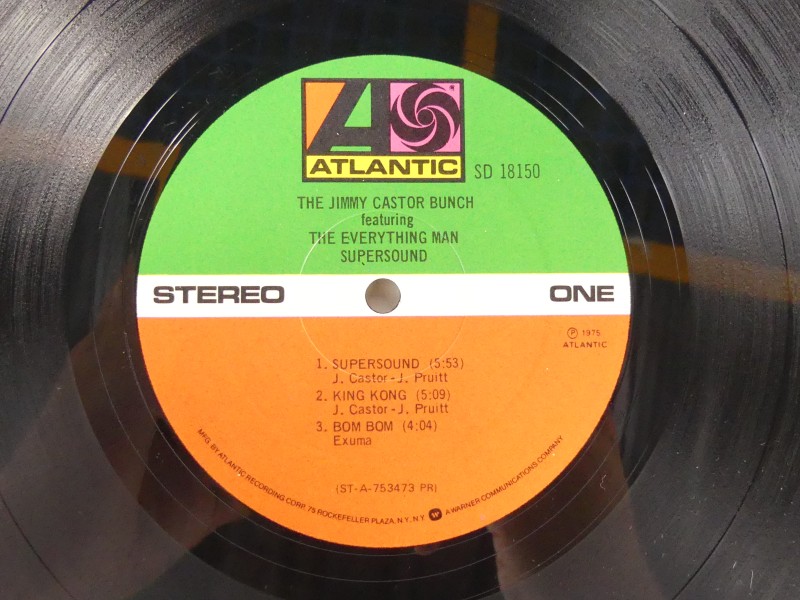 ATLANTIC
SD 18150
THE JIMMY CASTOR BUNCH
featuring
THE EVERYTHING MAN
SUPERSOUND
STEREO
ONE
℗ 1975
ATLANTIC
1. SUPERSOUND (5:53)
J. Castor-J. Pruitt
2. KING KONG (5:09)
J. Castor-J. Pruitt
3. BOM BOM (4:04)
Exuma
(ST-A-753473 PR)
MFG. BY ATLANTIC RECORDING CORP. 75 ROCKEFELLER PLAZA, N.Y., N.Y. W A WARNER COMMUNICATIONS COMPANY